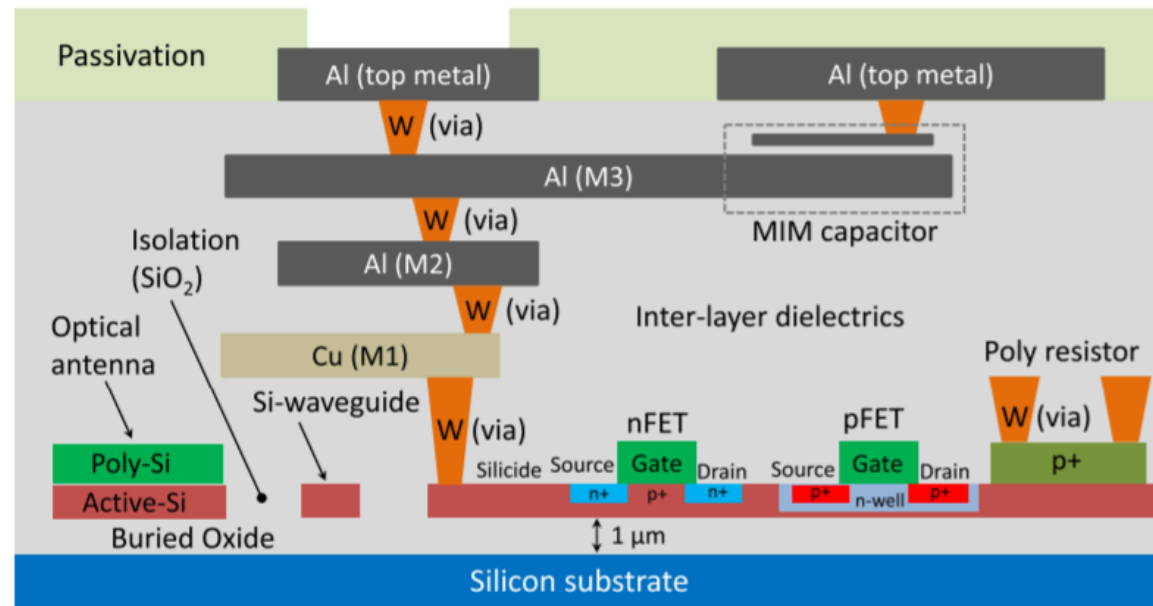 Passivation
Al (top metal)
Al (top metal)
W (via)
Al (M3)
MIM capacitor
W (via)
Isolation
(SiO₂)
Al (M2)
W (via)
Inter-layer dielectrics
Optical
antenna
Cu (M1)
Poly resistor
Si-waveguide
W (via)
W (via)
nFET
pFET
Poly-Si
Silicide
Source
Gate
Drain
Source
Gate
Drain
p+
Active-Si
n+
p+
n+
p+
n-well
p+
Buried Oxide
1 μm
Silicon substrate